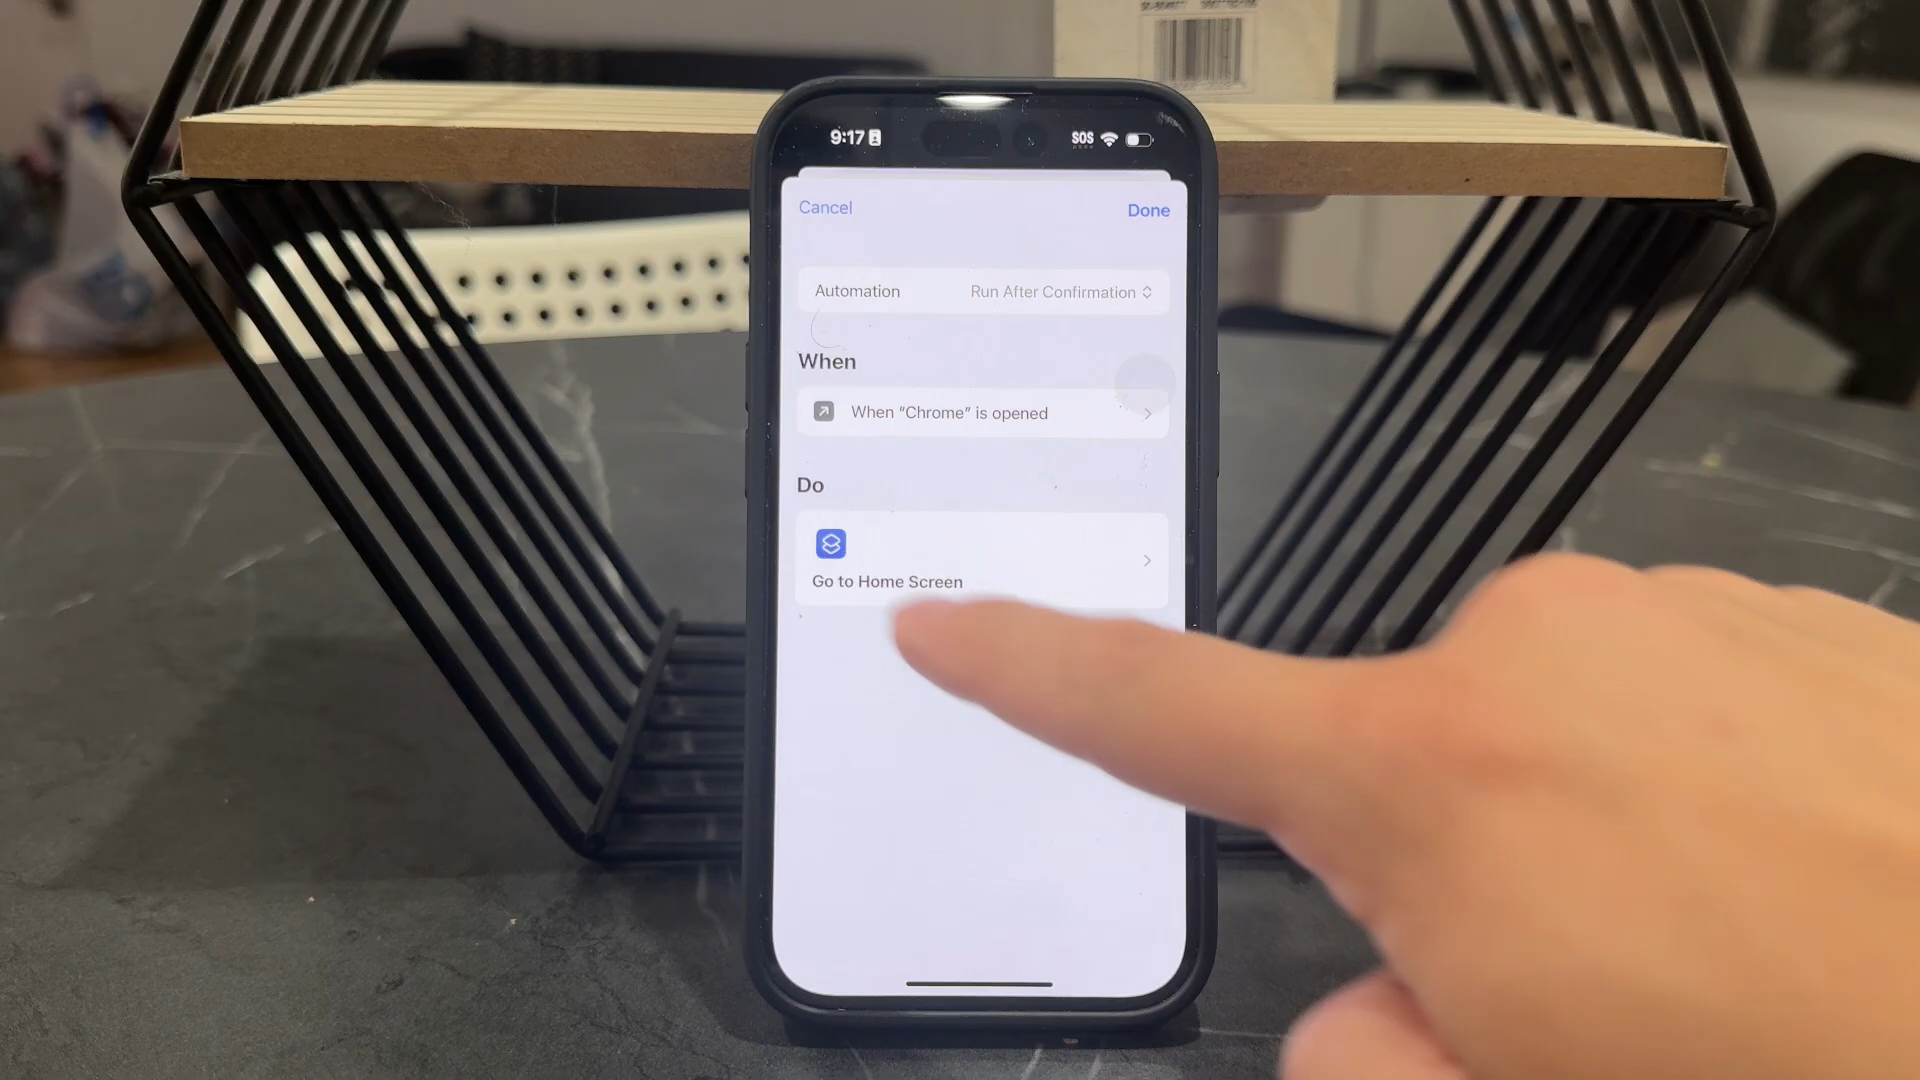 9:17
SOS
Cancel
Done
Automation
Run After Confirmation
When
When "Chrome" is opened
Do
Go to Home Screen